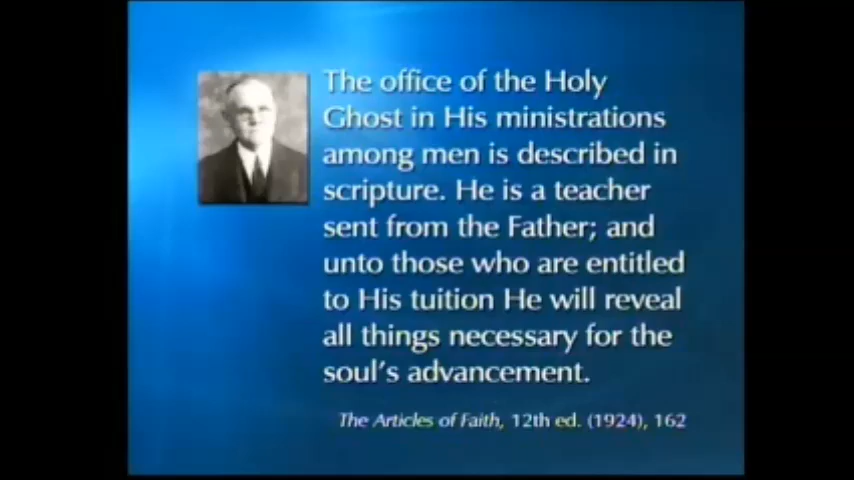 The office of the Holy
Ghost in His ministrations
among men is described in
scripture. He is a teacher
sent from the Father; and
unto those who are entitled
to His tuition He will reveal
all things necessary for the
soul's advancement.
The Articles of Faith, 12th ed. (1924), 162